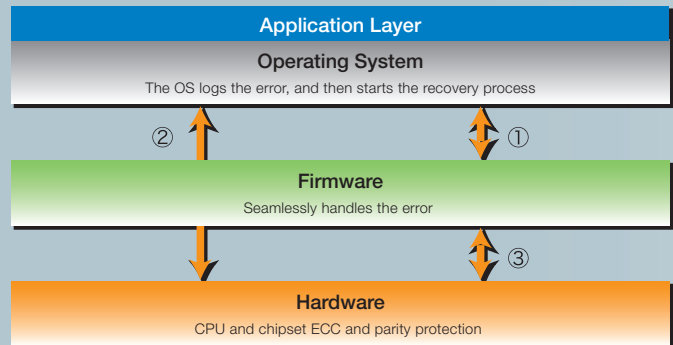 Application Layer
Operating System
The OS logs the error, and then starts the recovery process
② ①
Firmware
Seamlessly handles the error
③
Hardware
CPU and chipset ECC and parity protection